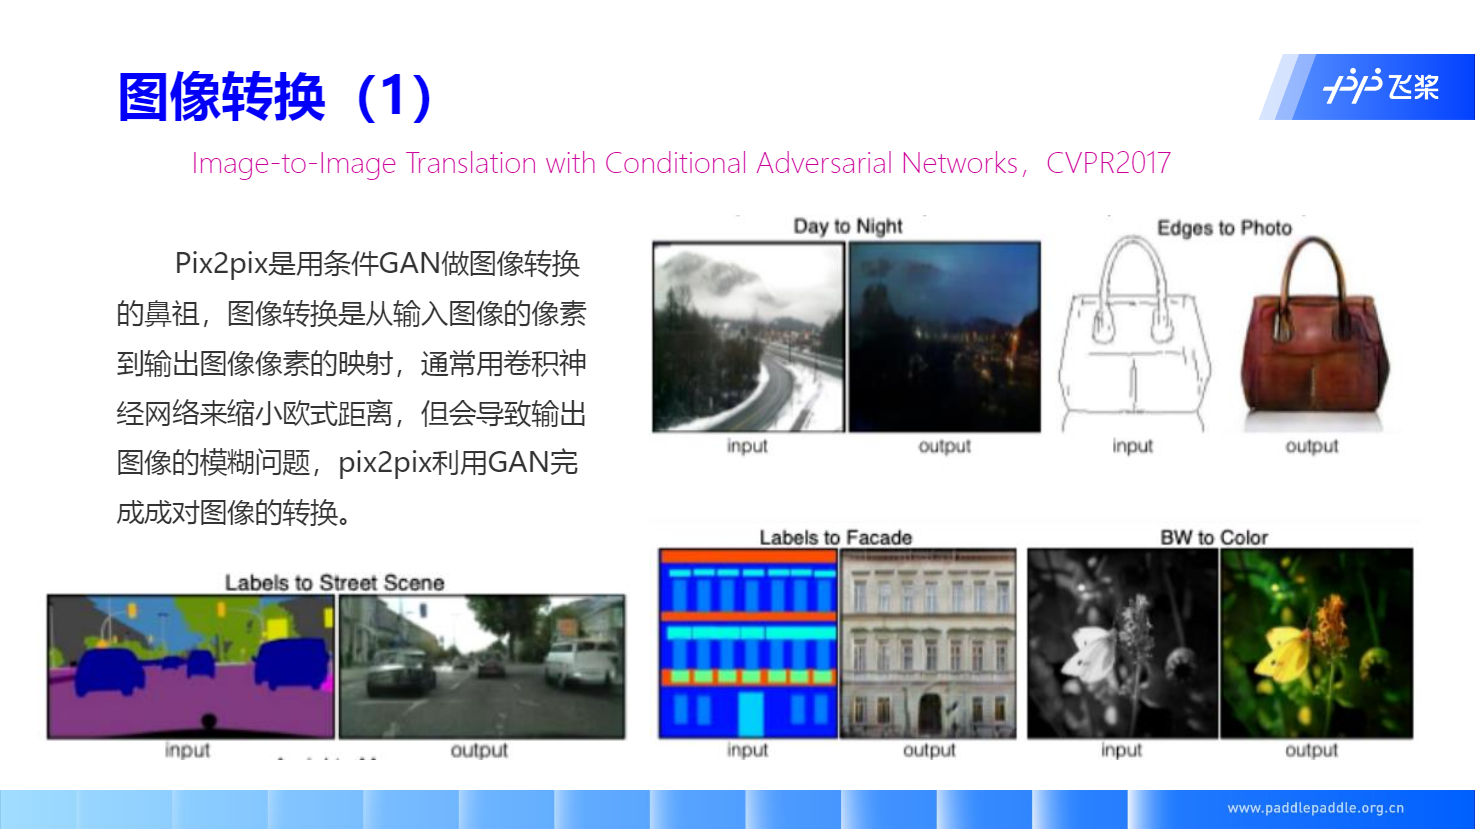 图像转换（1）
飞桨
Image-to-Image Translation with Conditional Adversarial Networks，CVPR2017
Pix2pix是用条件GAN做图像转换
的鼻祖，图像转换是从输入图像的像素
到输出图像像素的映射，通常用卷积神
经网络来缩小欧式距离，但会导致输出
图像的模糊问题，pix2pix利用GAN完
成成对图像的转换。
Day to Night
input
output
Edges to Photo
input
output
Labels to Street Scene
input
output
Labels to Facade
input
output
BW to Color
input
output
www.paddlepaddle.org.cn